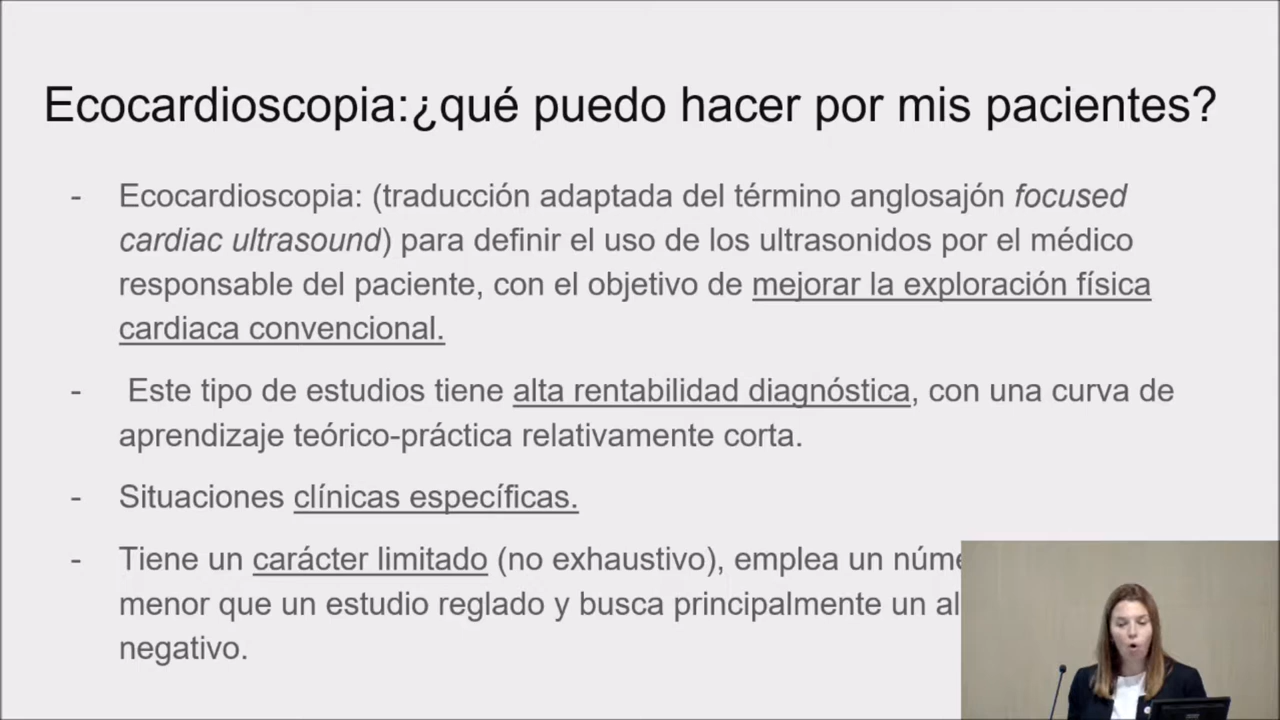 Ecocardioscopia:¿qué puedo hacer por mis pacientes?
- Ecocardioscopia: (traducción adaptada del término anglosajón focused
cardiac ultrasound) para definir el uso de los ultrasonidos por el médico
responsable del paciente, con el objetivo de mejorar la exploración física
cardiaca convencional.
- Este tipo de estudios tiene alta rentabilidad diagnóstica, con una curva de
aprendizaje teórico-práctica relativamente corta.
- Situaciones clínicas específicas.
- Tiene un carácter limitado (no exhaustivo), emplea un
menor que un estudio reglado y busca principalmente un
negativo.